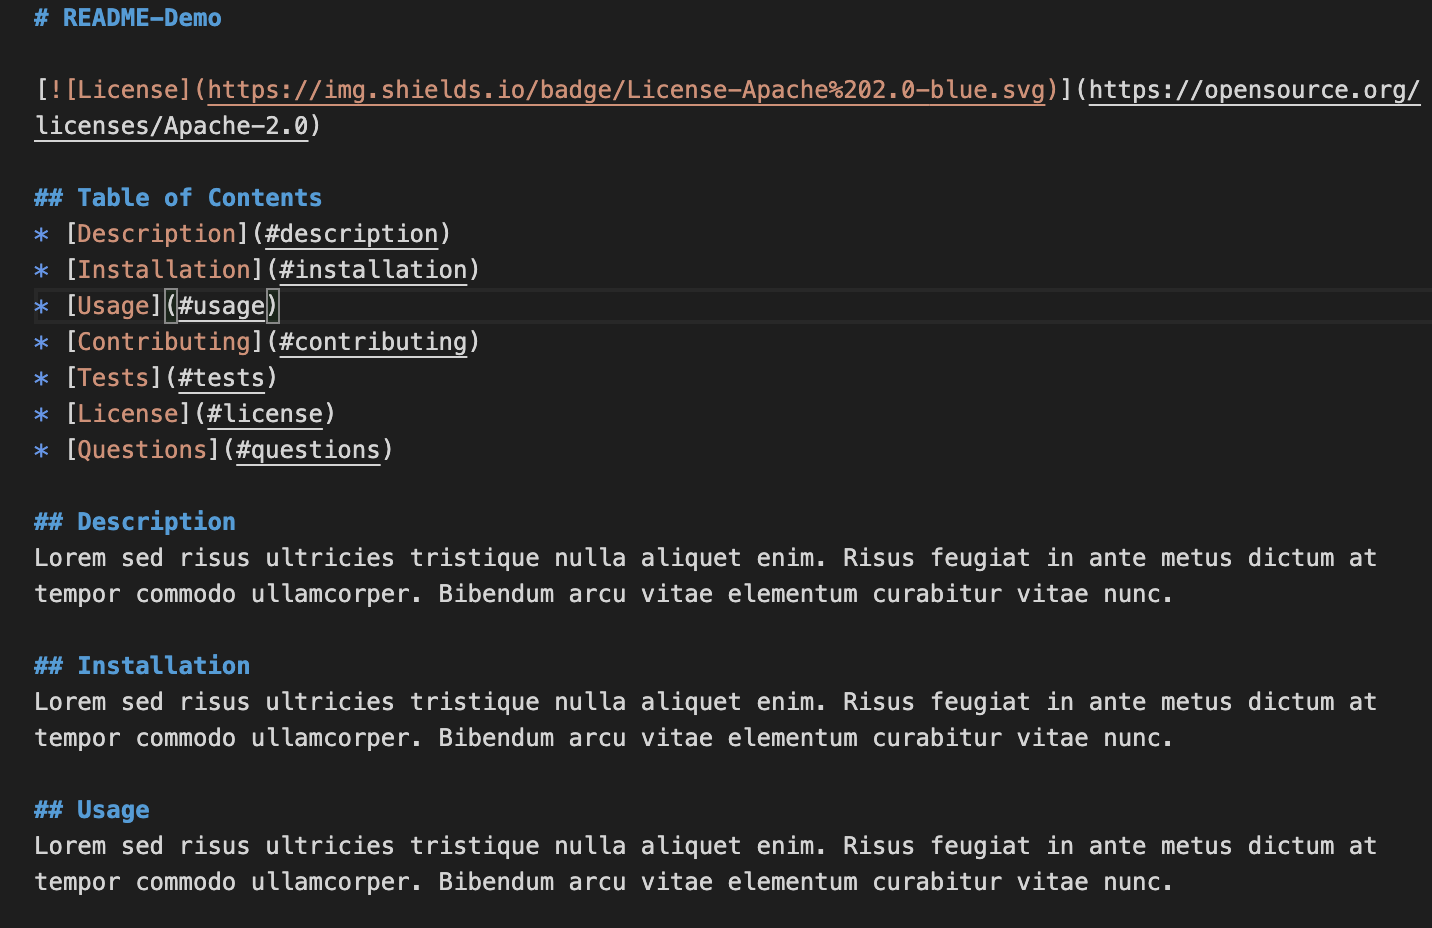 # README-Demo
[![License](https://img.shields.io/badge/License-Apache%202.0-blue.svg)](https://opensource.org/
licenses/Apache-2.0)
## Table of Contents
* [Description](#description)
* [Installation](#installation)
* [Usage](#usage)
* [Contributing](#contributing)
* [Tests](#tests)
* [License](#license)
* [Questions](#questions)
## Description
Lorem sed risus ultricies tristique nulla aliquet enim. Risus feugiat in ante metus dictum at
tempor commodo ullamcorper. Bibendum arcu vitae elementum curabitur vitae nunc.
## Installation
Lorem sed risus ultricies tristique nulla aliquet enim. Risus feugiat in ante metus dictum at
tempor commodo ullamcorper. Bibendum arcu vitae elementum curabitur vitae nunc.
## Usage
Lorem sed risus ultricies tristique nulla aliquet enim. Risus feugiat in ante metus dictum at
tempor commodo ullamcorper. Bibendum arcu vitae elementum curabitur vitae nunc.